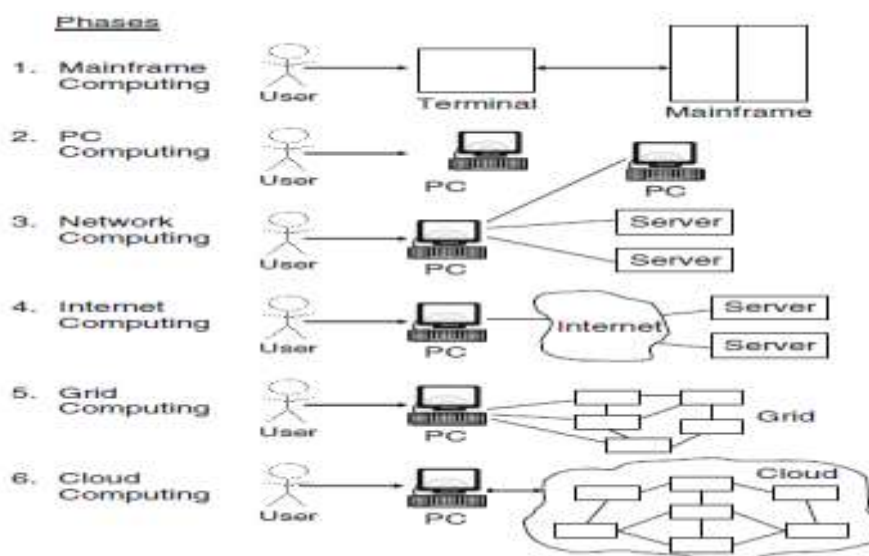 Phases
1. Mainframe
Computing
User
Terminal
Mainframe
2. PC
Computing
User
PC
PC
3. Network
Computing
User
PC
Server
Server
4. Internet
Computing
User
PC
Internet
Server
Server
5. Grid
Computing
User
PC
Grid
6. Cloud
Computing
User
PC
Cloud